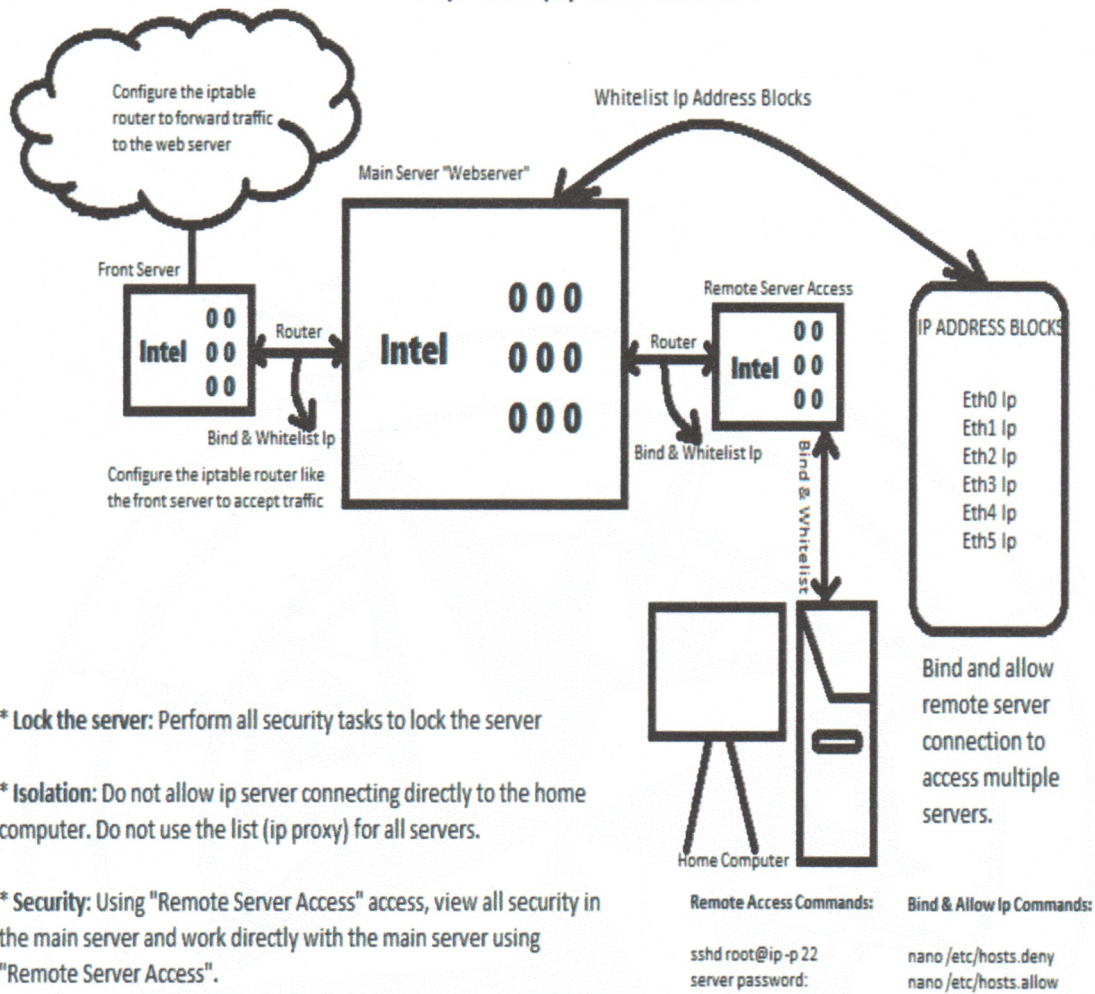 Configure the iptable
router to forward traffic
to the web server
Whitelist Ip Address Blocks
Main Server "Webserver"
Front Server
Intel
0 0
0 0
0 0
Router
Bind & Whitelist Ip
Configure the iptable router like
the front server to accept traffic
Intel
0 0 0
0 0 0
0 0 0
Router
Bind & Whitelist Ip
Remote Server Access
Intel
0 0
0 0
0 0
Bind & Whitelist
IP ADDRESS BLOCKS
Eth0 Ip
Eth1 Ip
Eth2 Ip
Eth3 Ip
Eth4 Ip
Eth5 Ip
Bind and allow
remote server
connection to
access multiple
servers.
Home Computer
* Lock the server: Perform all security tasks to lock the server
* Isolation: Do not allow ip server connecting directly to the home
computer. Do not use the list (ip proxy) for all servers.
* Security: Using "Remote Server Access" access, view all security in
the main server and work directly with the main server using
"Remote Server Access".
Remote Access Commands:
sshd root@ip -p 22
server password:
Bind & Allow Ip Commands:
nano /etc/hosts.deny
nano /etc/hosts.allow